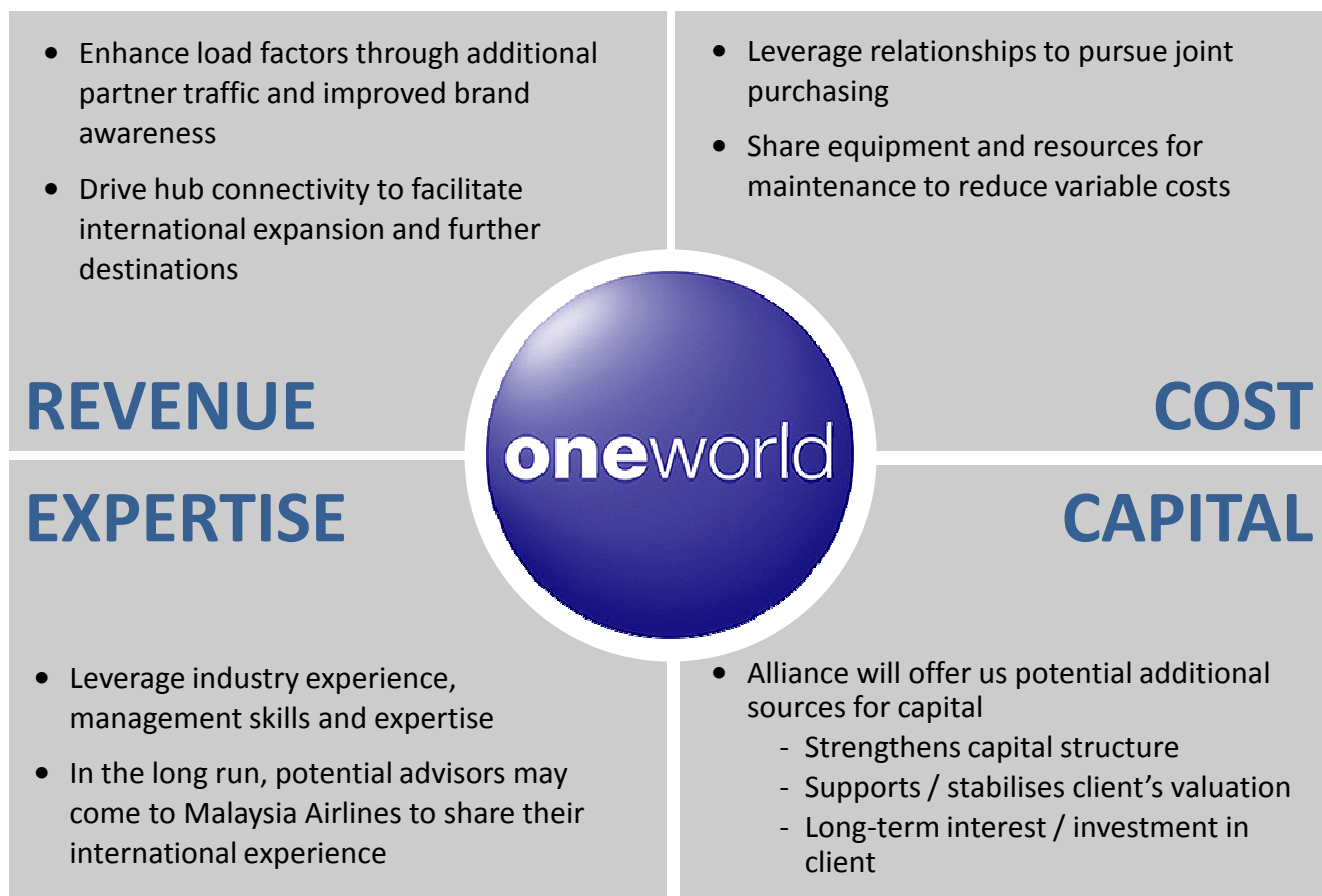 • Enhance load factors through additional
partner traffic and improved brand
awareness
• Drive hub connectivity to facilitate
international expansion and further
destinations
REVENUE
• Leverage relationships to pursue joint
purchasing
• Share equipment and resources for
maintenance to reduce variable costs
COST
oneworld
EXPERTISE
• Leverage industry experience,
management skills and expertise
• In the long run, potential advisors may
come to Malaysia Airlines to share their
international experience
CAPITAL
• Alliance will offer us potential additional
sources for capital
- Strengthens capital structure
- Supports / stabilises client’s valuation
- Long-term interest / investment in
client